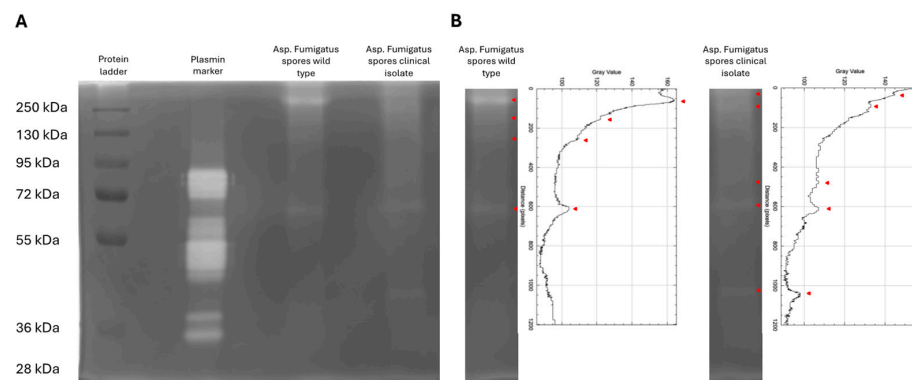 A
B
Protein
ladder
Plasmin
marker
Asp. Fumigatus
spores wild
type
Asp. Fumigatus
spores clinical
isolate
250 kDa
130 kDa
95 kDa
72 kDa
55 kDa
36 kDa
28 kDa
Asp. Fumigatus
spores wild
type
Gray Value
100
120
140
160
0
200
400
600
800
1000
1200
Distance (pixels)
Asp. Fumigatus
spores clinical
isolate
Gray Value
100
120
140
0
200
400
600
800
1000
1200
Distance (pixels)